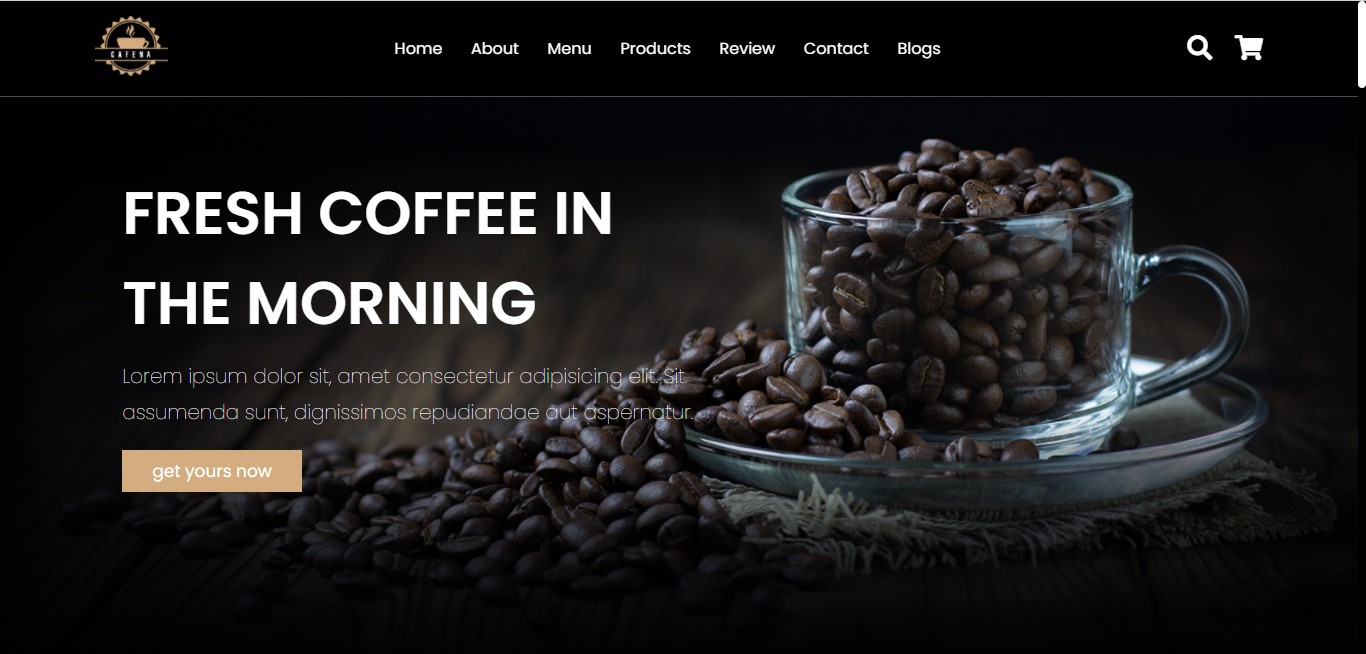 CAFENA
Home About Menu Products Review Contact Blogs
FRESH COFFEE IN
THE MORNING
Lorem ipsum dolor sit, amet consectetur adipisicing elit. Sit
assumenda sunt, dignissimos repudiandae aut aspernatur.
get yours now